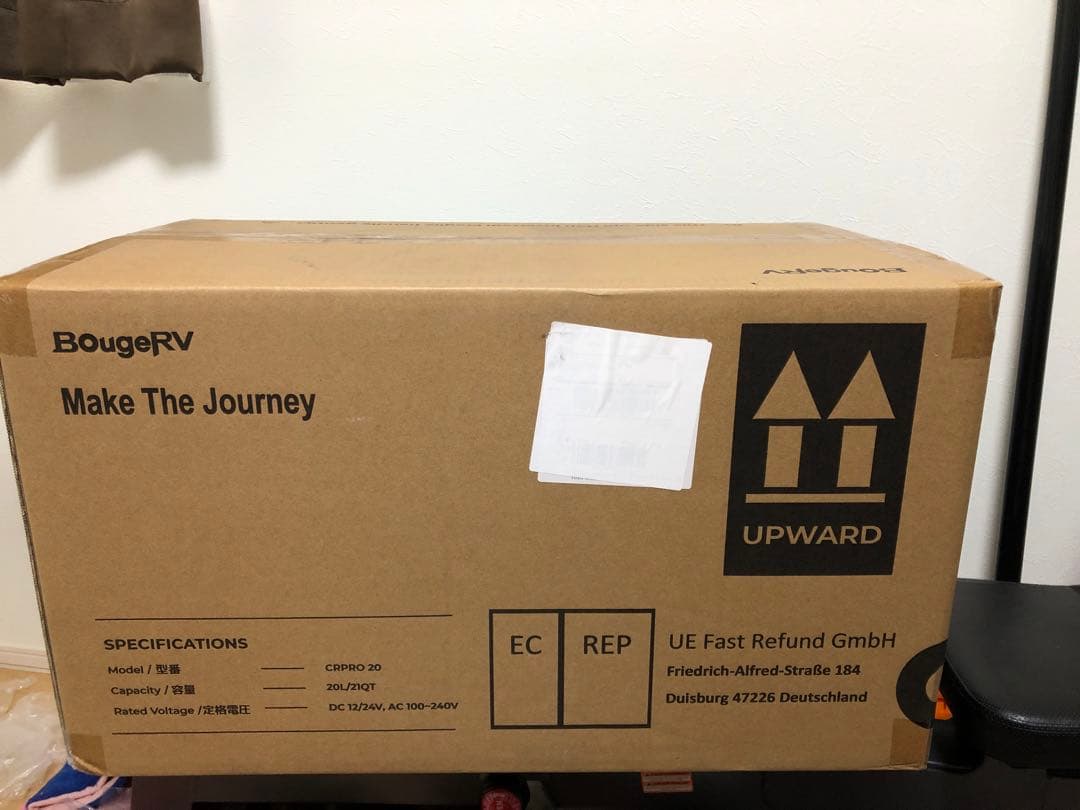 BougeRV
BougeRV
Make The Journey
UPWARD
SPECIFICATIONS
Model / 型番 CRPRO 20
Capacity / 容量 20L/21QT
Rated Voltage /定格電圧 DC 12/24V, AC 100~240V
EC REP
UE Fast Refund GmbH
Friedrich-Alfred-Straße 184
Duisburg 47226 Deutschland